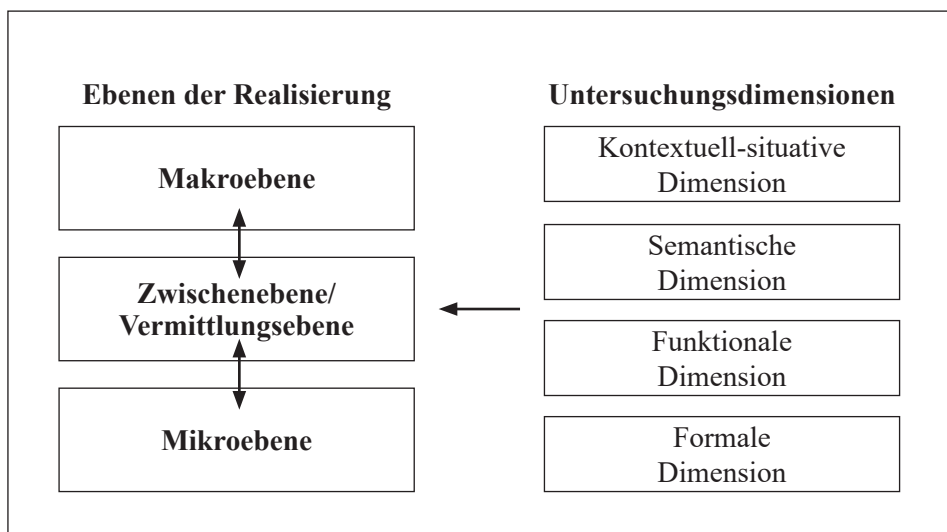 Ebenen der Realisierung
Makroebene
Zwischenebene/
Vermittlungsebene
Mikroebene
Untersuchungsdimensionen
Kontextuell-situative
Dimension
Semantische
Dimension
Funktionale
Dimension
Formale
Dimension